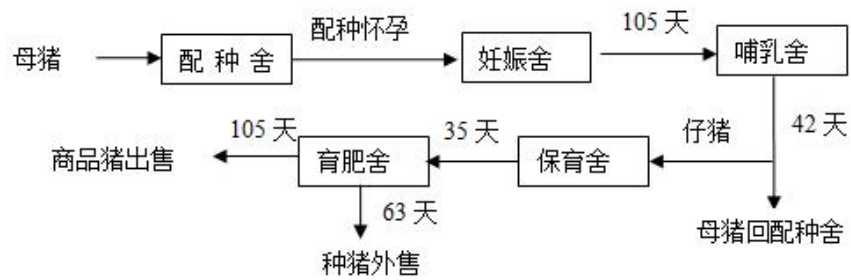 母猪
配 种 舍
配种怀孕
妊娠舍
105 天
哺乳舍
42 天
仔猪
保育舍
35 天
育肥舍
105 天
商品猪出售
63 天
种猪外售
母猪回配种舍